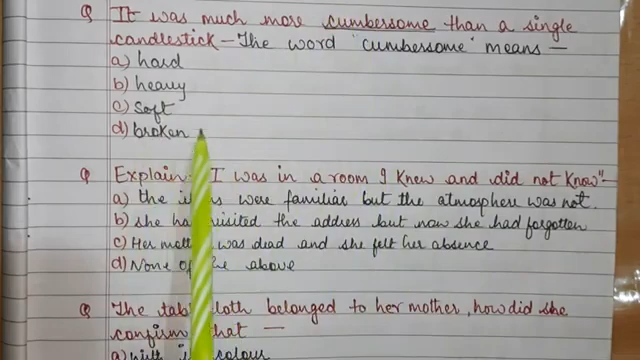 Q It was much more cumbersome than a single
candlestick - The word "cumbersome" means -
a) hard
b) heavy
c) Soft
d) broken
Q Explain - I was in a room I knew and did not know"-
a) the were familiar but the atmosphere was not.
b) she visited the address but now she had forgotten
c) Her was dead and she felt her absence
d) None of above
Q The belonged to her mother, how did she
confirm that -
a) colour